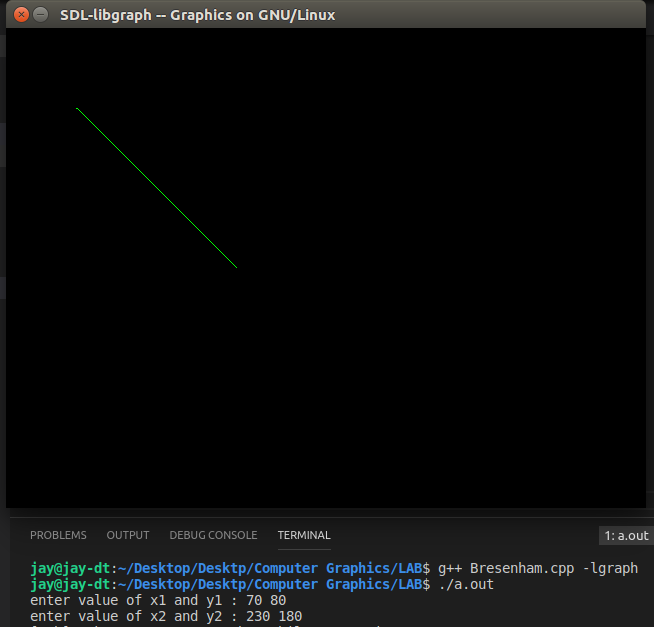 SDL-libgraph -- Graphics on GNU/Linux
PROBLEMS OUTPUT DEBUG CONSOLE TERMINAL 1: a.out
jay@jay-dt:~/Desktop/Desktp/Computer Graphics/LAB$ g++ Bresenham.cpp -lgraph
jay@jay-dt:~/Desktop/Desktp/Computer Graphics/LAB$ ./a.out
enter value of x1 and y1 : 70 80
enter value of x2 and y2 : 230 180